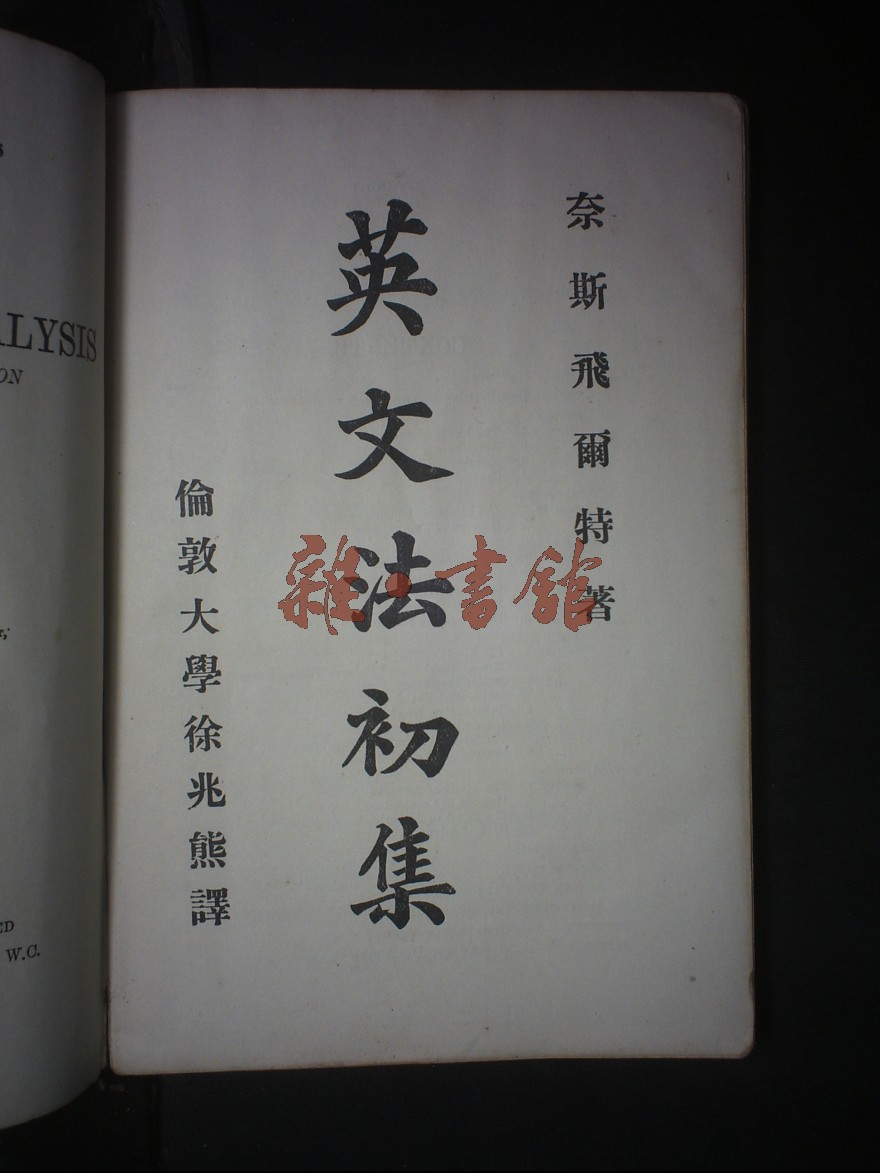 奈斯飛爾特著
英文法初集
倫敦大學徐兆熊譯
雜·書館
ALYSIS
ON
ED
W.C.